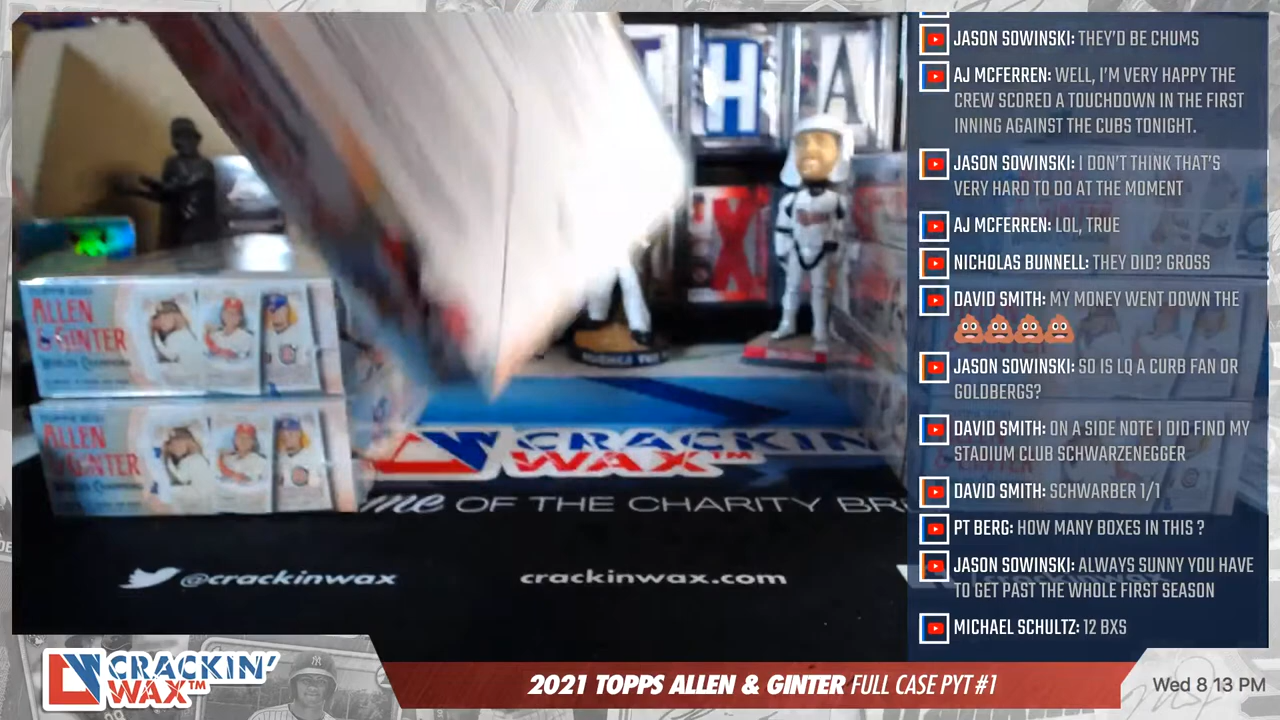 JASON SOWINSKI: THEY'D BE CHUMS
AJ MCFERREN: WELL, I'M VERY HAPPY THE
CREW SCORED A TOUCHDOWN IN THE FIRST
INNING AGAINST THE CUBS TONIGHT.
JASON SOWINSKI: I DON'T THINK THAT'S
VERY HARD TO DO AT THE MOMENT
AJ MCFERREN: LOL, TRUE
NICHOLAS BUNNELL: THEY DID? GROSS
DAVID SMITH: MY MONEY WENT DOWN THE
💩💩💩💩
JASON SOWINSKI: SO IS LQ A CURB FAN OR
GOLDBERGS?
DAVID SMITH: ON A SIDE NOTE I DID FIND MY
STADIUM CLUB SCHWARZENEGGER
DAVID SMITH: SCHWARBER 1/1
PT BERG: HOW MANY BOXES IN THIS ?
JASON SOWINSKI: ALWAYS SUNNY YOU HAVE
TO GET PAST THE WHOLE FIRST SEASON
MICHAEL SCHULTZ: 12 BXS
H A
X
ALLEN
& GINTER
ALLEN
& GINTER
CRACKIN
WAX™
OF THE CHARITY BR
@crackinwax
crackinwax.com
CRACKIN'
WAX™
2021 TOPPS ALLEN & GINTER FULL CASE PYT #1
Wed 8 13 PM